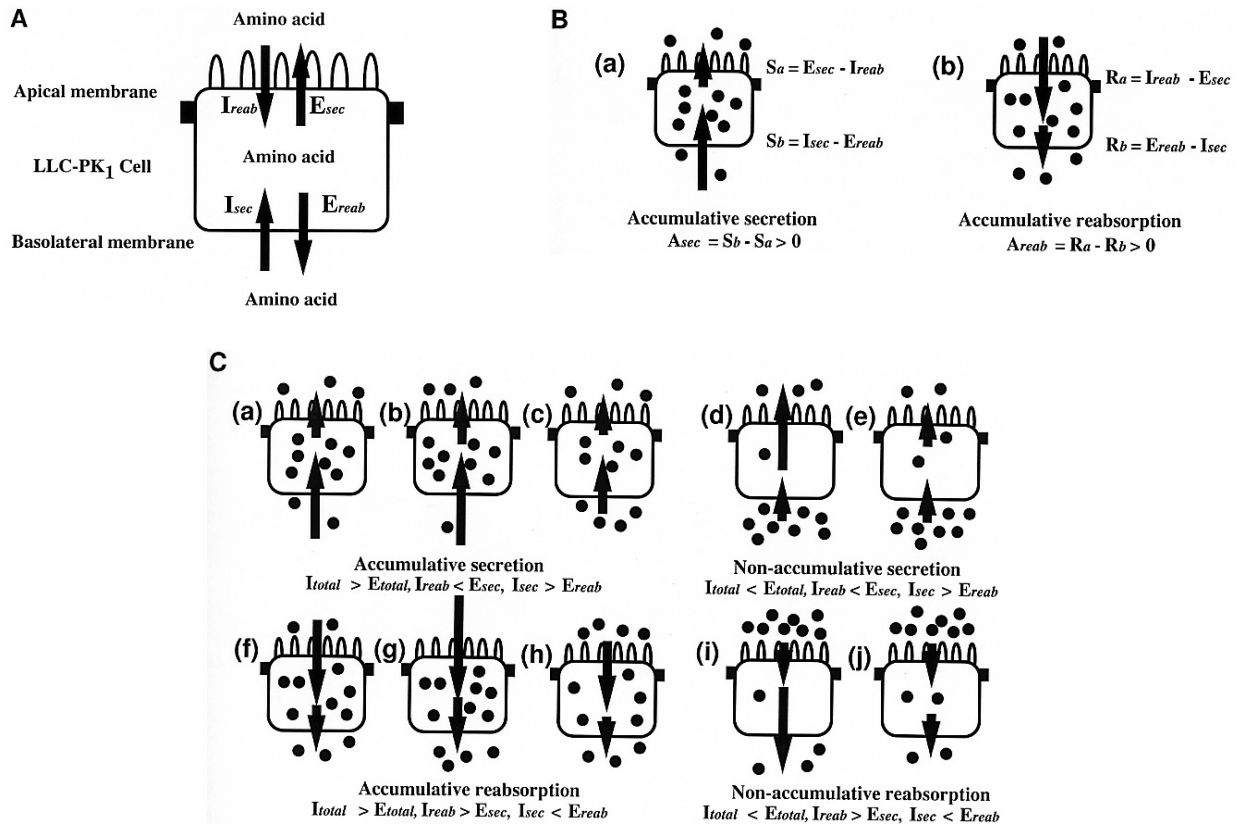 A
Amino acid
Apical membrane
Ireab
Esec
Amino acid
LLC-PK1 Cell
Isec
Ereab
Basolateral membrane
Amino acid
B
(a)
Sa = Esec - Ireab
Sb = Isec - Ereab
Accumulative secretion
Asec = Sb - Sa > 0
(b)
Ra = Ireab - Esec
Rb = Ereab - Isec
Accumulative reabsorption
Areab = Ra - Rb > 0
C
(a)
(b)
(c)
Accumulative secretion
Itotal > Etotal, Ireab < Esec, Isec > Ereab
(d)
(e)
Non-accumulative secretion
Itotal < Etotal, Ireab < Esec, Isec > Ereab
(f)
(g)
(h)
Accumulative reabsorption
Itotal > Etotal, Ireab > Esec, Isec < Ereab
(i)
(j)
Non-accumulative reabsorption
Itotal < Etotal, Ireab > Esec, Isec < Ereab